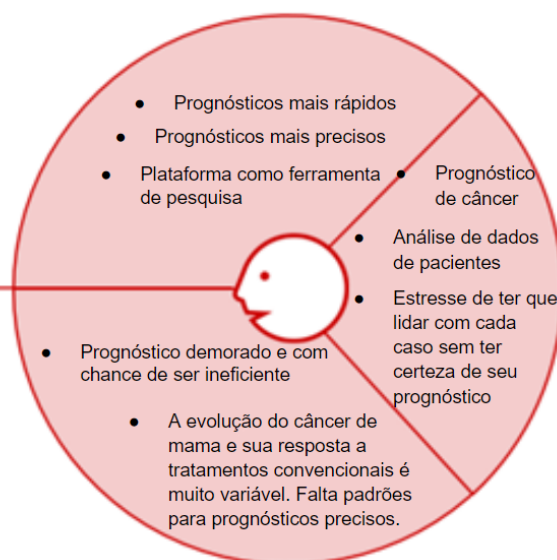 ● Prognósticos mais rápidos
● Prognósticos mais precisos
● Plataforma como ferramenta
de pesquisa
● Prognóstico
de câncer
● Análise de dados
de pacientes
● Estresse de ter que
lidar com cada
caso sem ter
certeza de seu
prognóstico
● Prognóstico demorado e com
chance de ser ineficiente
● A evolução do câncer de
mama e sua resposta a
tratamentos convencionais é
muito variável. Falta padrões
para prognósticos precisos.